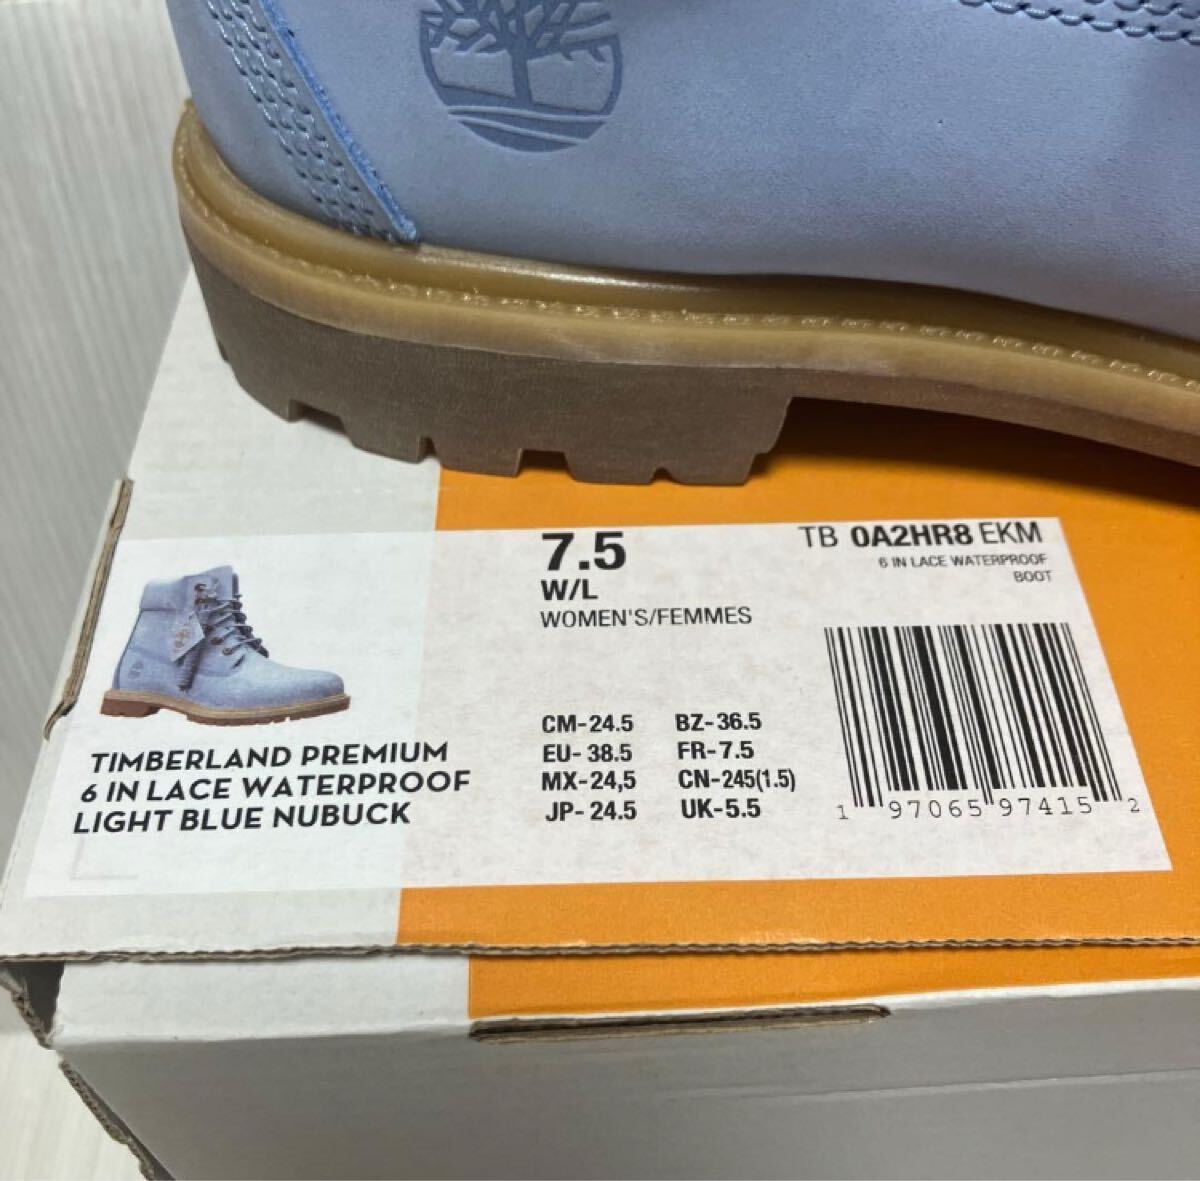 7.5
W/L
WOMEN'S/FEMMES
TB 0A2HR8 EKM
6 IN LACE WATERPROOF
BOOT
CM-24.5 BZ-36.5
EU-38.5 FR-7.5
MX-24,5 CN-245(1.5)
JP-24.5 UK-5.5
1 97065 97415 2
TIMBERLAND PREMIUM
6 IN LACE WATERPROOF
LIGHT BLUE NUBUCK